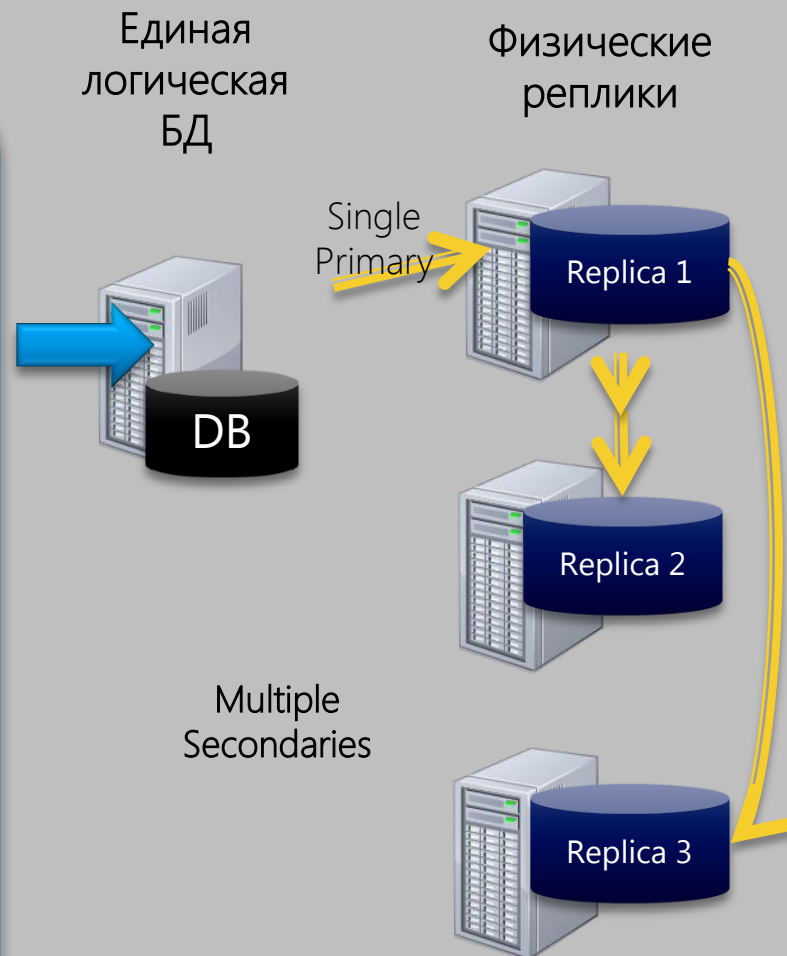 Единая
логическая
БД
Физические
реплики
Single
Primary
Replica 1
DB
Replica 2
Multiple
Secondaries
Replica 3